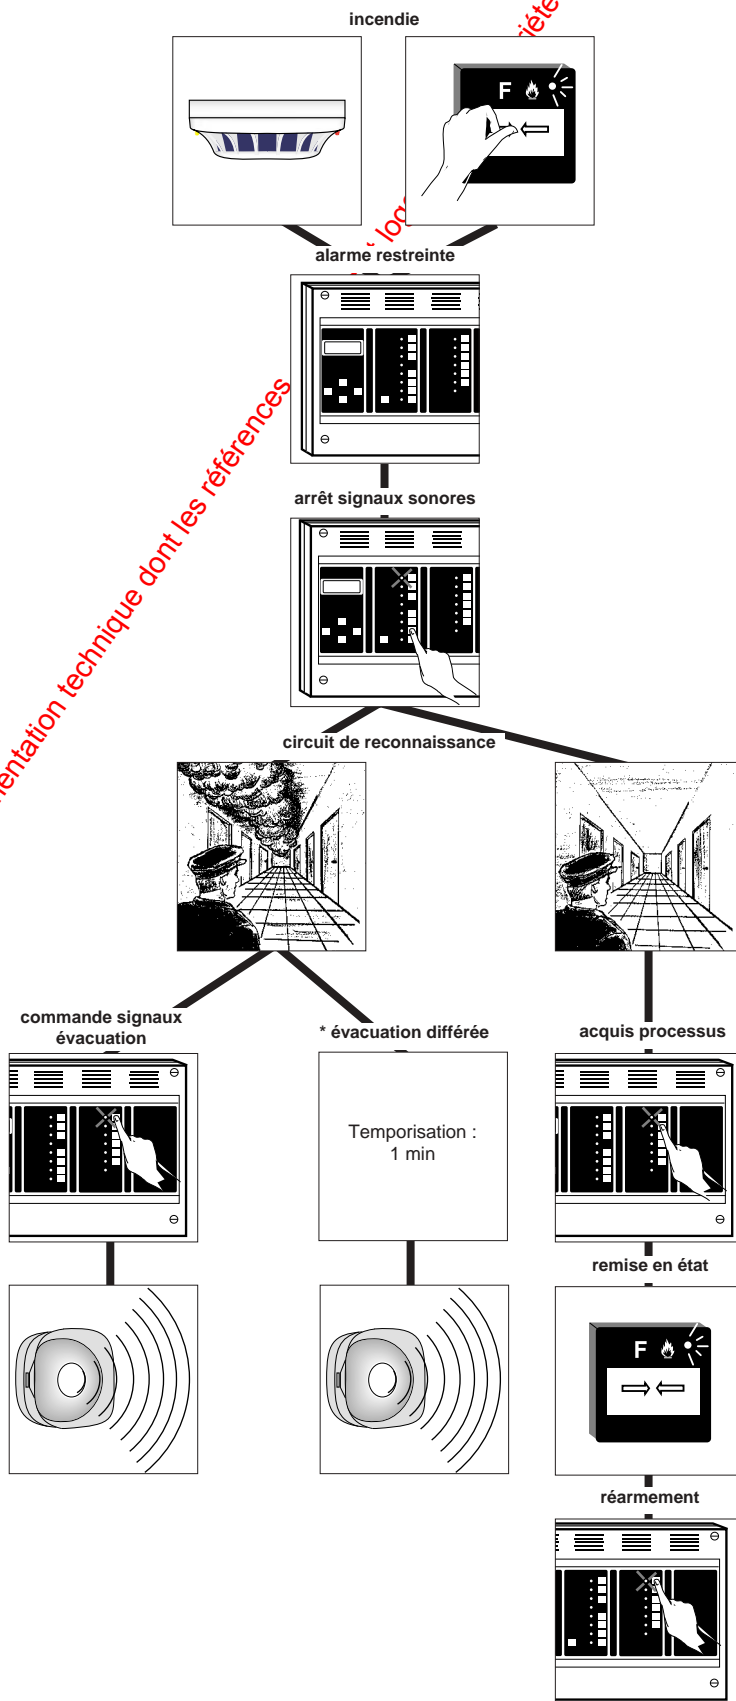 incendie
F
alarme restreinte
arrêt signaux sonores
mentation technique dont les références
circuit de reconnaissance
commande signaux
évacuation
* évacuation différée
acquis processus
Temporisation :
1 min
remise en état
F
réarmement